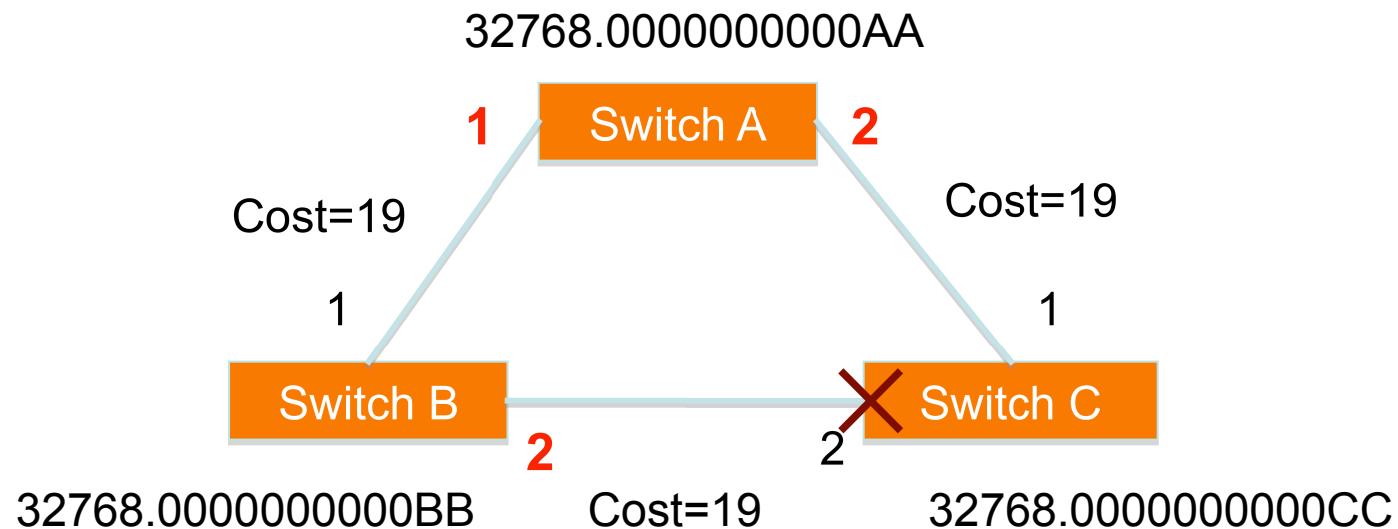 32768.0000000000AA
1
Switch A
2
Cost=19
Cost=19
1
1
Switch B
Switch C
2
2
32768.0000000000BB
Cost=19
32768.0000000000CC